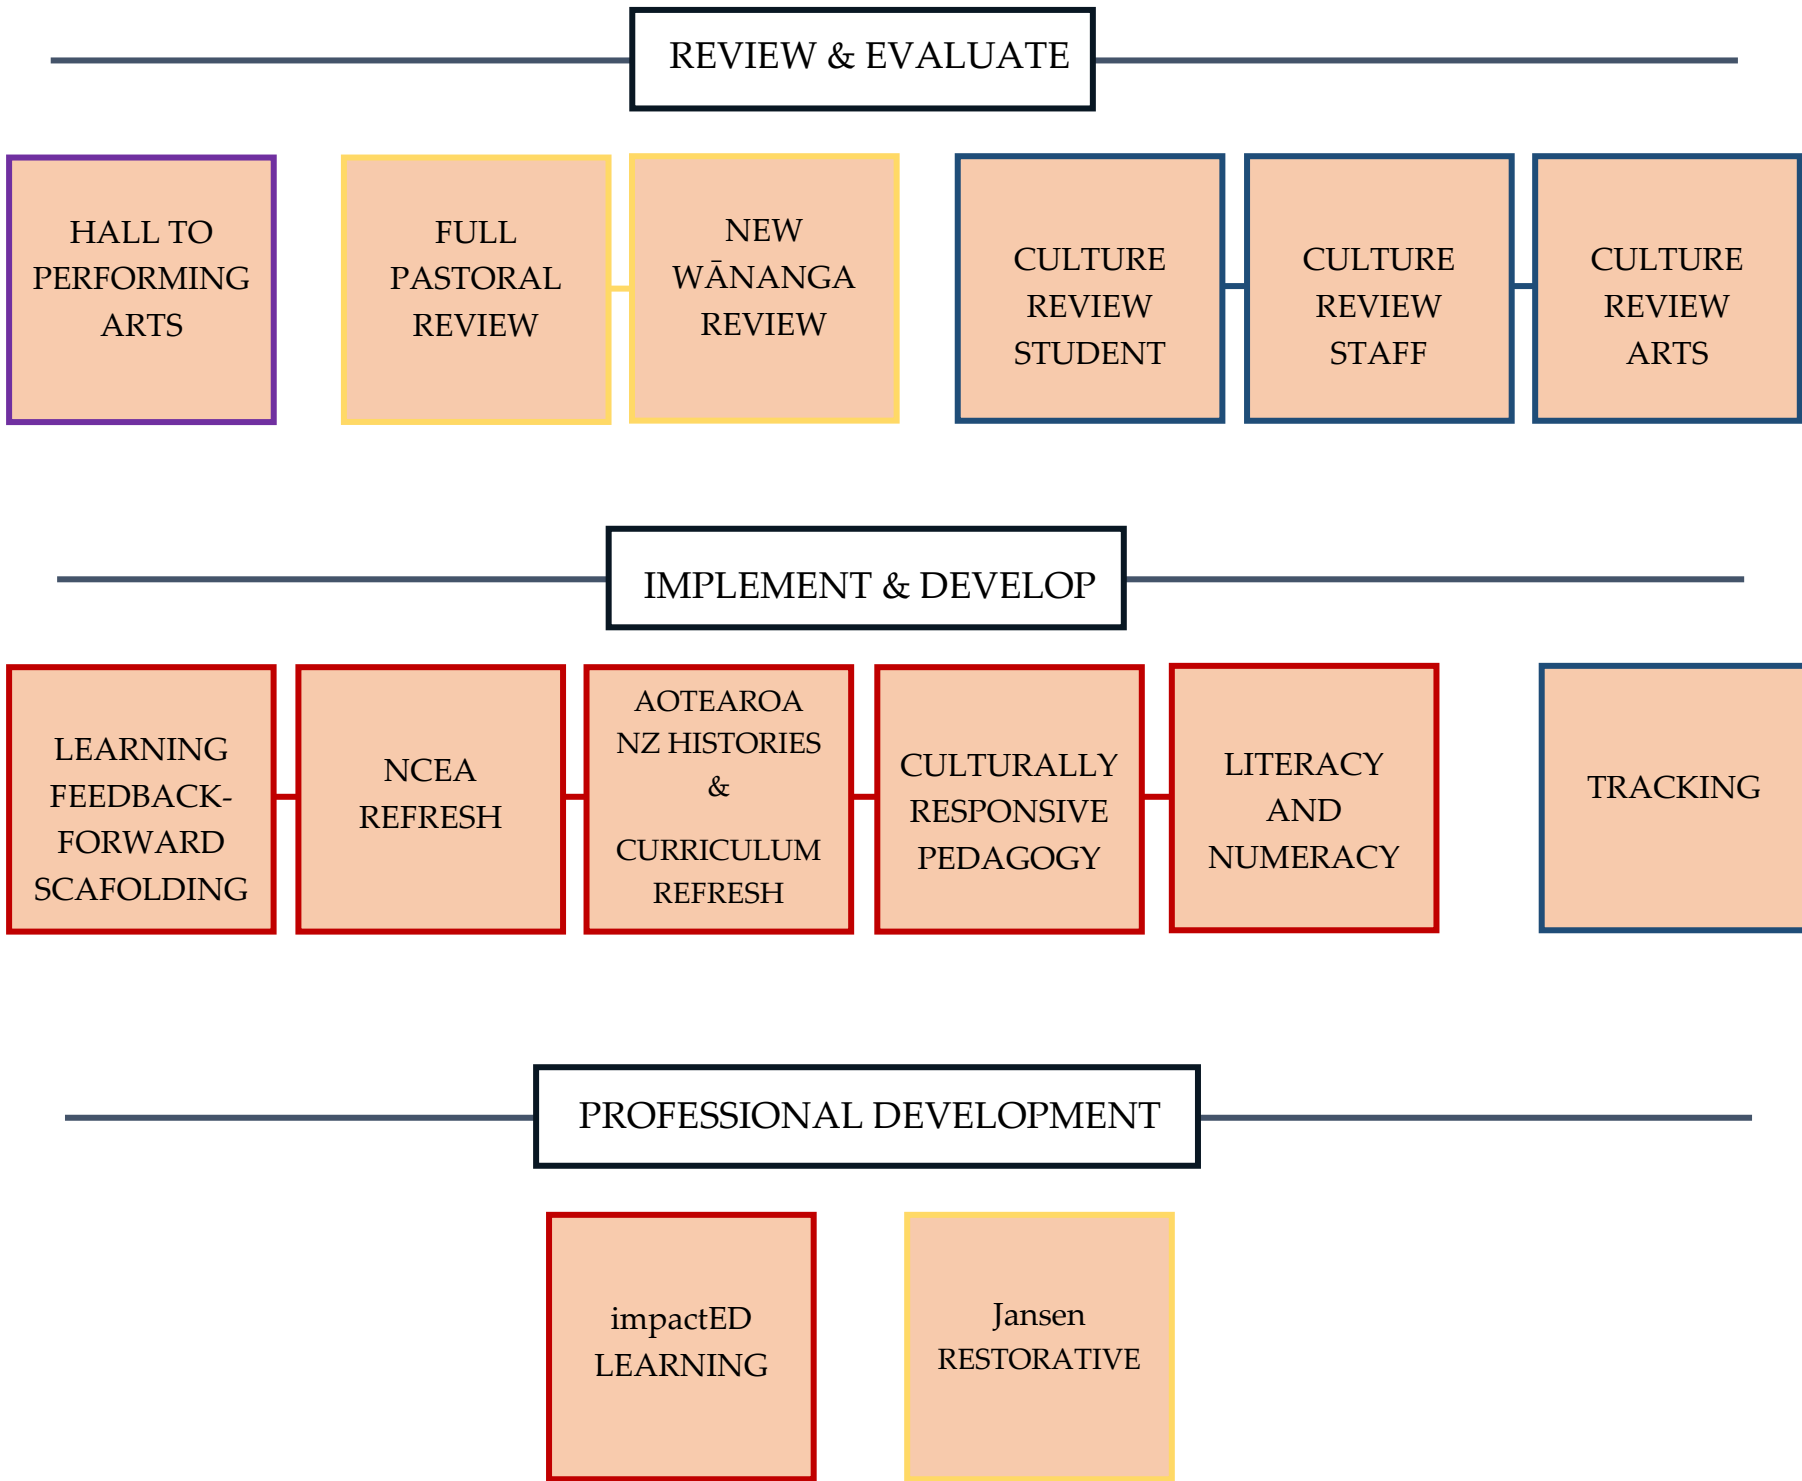 REVIEW & EVALUATE
HALL TO
PERFORMING
ARTS
FULL
PASTORAL
REVIEW
NEW
WĀNANGA
REVIEW
CULTURE
REVIEW
STUDENT
CULTURE
REVIEW
STAFF
CULTURE
REVIEW
ARTS
IMPLEMENT & DEVELOP
LEARNING
FEEDBACK-
FORWARD
SCAFOLDING
NCEA
REFRESH
AOTEAROA
NZ HISTORIES
&
CURRICULUM
REFRESH
CULTURALLY
RESPONSIVE
PEDAGOGY
LITERACY
AND
NUMERACY
TRACKING
PROFESSIONAL DEVELOPMENT
impactED
LEARNING
Jansen
RESTORATIVE